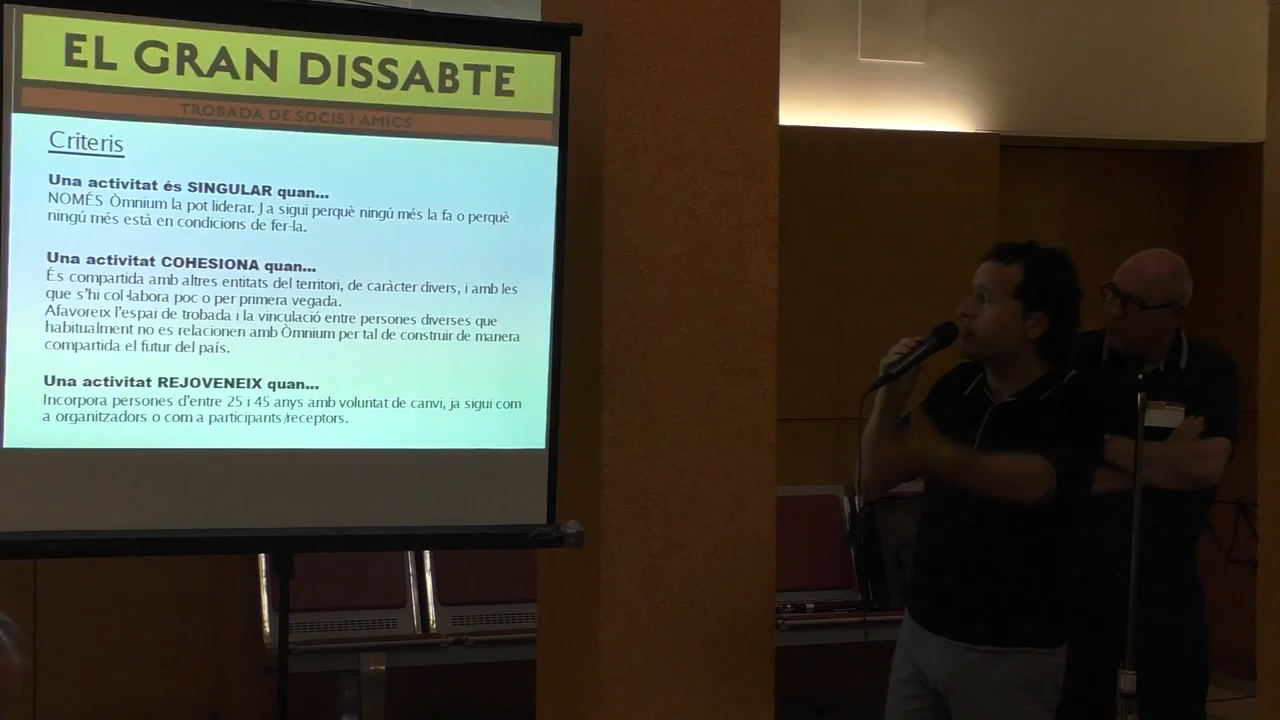 EL GRAN DISSABTE
TROBADA DE SOCIS I AMICS
Criteris
Una activitat és SINGULAR quan...
NOMÉS Òmnium la pot liderar. Ja sigui perquè ningú més la fa o perquè
ningú més està en condicions de fer-la.
Una activitat COHESIONA quan...
És compartida amb altres entitats del territori, de caràcter divers, i amb les
que s'hi col·labora poc o per primera vegada.
Afavoreix l'espai de trobada i la vinculació entre persones diverses que
habitualment no es relacionen amb Òmnium per tal de construir de manera
compartida el futur del país.
Una activitat REJOVENEIX quan...
Incorpora persones d'entre 25 i 45 anys amb voluntat de canvi, ja sigui com
a organitzadors o com a participants/receptors.